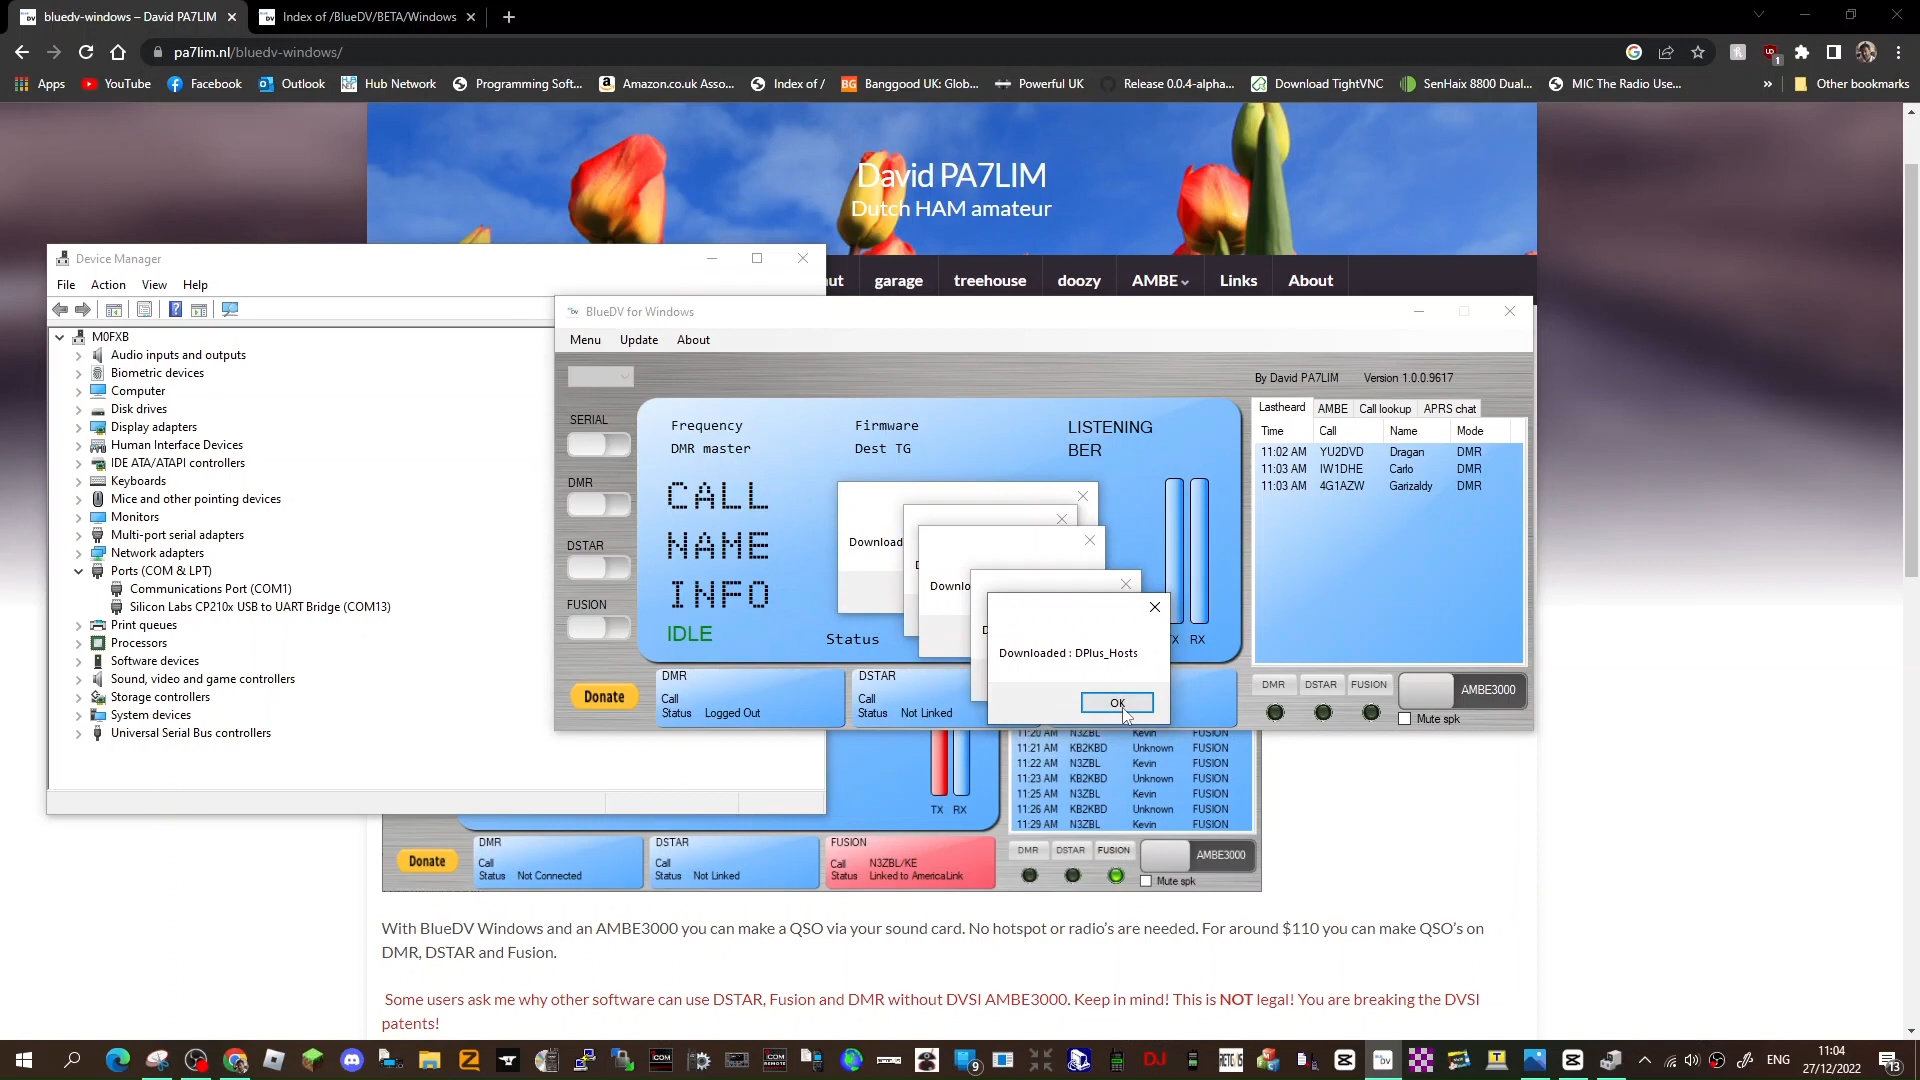 bluedv-windows – David PA7LIM
Index of /BlueDV/BETA/Windows
pa7lim.nl/bluedv-windows/
Apps
YouTube
Facebook
Outlook
Hub Network
Programming Soft...
Amazon.co.uk Asso...
Index of /
Banggood UK: Glob...
Powerful UK
Release 0.0.4-alpha...
Download TightVNC
SenHaix 8800 Dual...
MIC The Radio Use...
»
Other bookmarks
David PA7LIM
Dutch HAM amateur
garage
treehouse
doozy
AMBE
Links
About
Device Manager
File Action View Help
M0FXB
Audio inputs and outputs
Biometric devices
Computer
Disk drives
Display adapters
Human Interface Devices
IDE ATA/ATAPI controllers
Keyboards
Mice and other pointing devices
Monitors
Multi-port serial adapters
Network adapters
Ports (COM & LPT)
Communications Port (COM1)
Silicon Labs CP210x USB to UART Bridge (COM13)
Print queues
Processors
Software devices
Sound, video and game controllers
Storage controllers
System devices
Universal Serial Bus controllers
BlueDV for Windows
Menu Update About
By David PA7LIM Version 1.0.0.9617
SERIAL
DMR
DSTAR
FUSION
Frequency Firmware LISTENING
DMR master Dest TG BER
CALL
NAME
INFO
IDLE
Status
RX
Download
Downlo
Downloaded : DPlus_Hosts
OK
Lastheard AMBE Call lookup APRS chat
Time Call Name Mode
11:02 AM YU2DVD Dragan DMR
11:03 AM IW1DHE Carlo DMR
11:03 AM 4G1AZW Garizaldy DMR
Donate
DMR
Call
Status Logged Out
DSTAR
Call
Status Not Linked
DMR DSTAR FUSION
AMBE3000
Mute spk
11:20 AM N3ZBL Kevin FUSION
11:21 AM KB2KBD Unknown FUSION
11:22 AM N3ZBL Kevin FUSION
11:23 AM KB2KBD Unknown FUSION
11:25 AM N3ZBL Kevin FUSION
11:26 AM KB2KBD Unknown FUSION
11:29 AM N3ZBL Kevin FUSION
TX RX
Donate
DMR
Call
Status Not Connected
DSTAR
Call
Status Not Linked
FUSION
Call N3ZBL/KE
Status Linked to AmericaLink
DMR DSTAR FUSION
AMBE3000
Mute spk
With BlueDV Windows and an AMBE3000 you can make a QSO via your sound card. No hotspot or radio’s are needed. For around $110 you can make QSO’s on
DMR, DSTAR and Fusion.
Some users ask me why other software can use DSTAR, Fusion and DMR without DVSI AMBE3000. Keep in mind! This is NOT legal! You are breaking the DVSI
patents!
ENG
11:04
27/12/2022
13